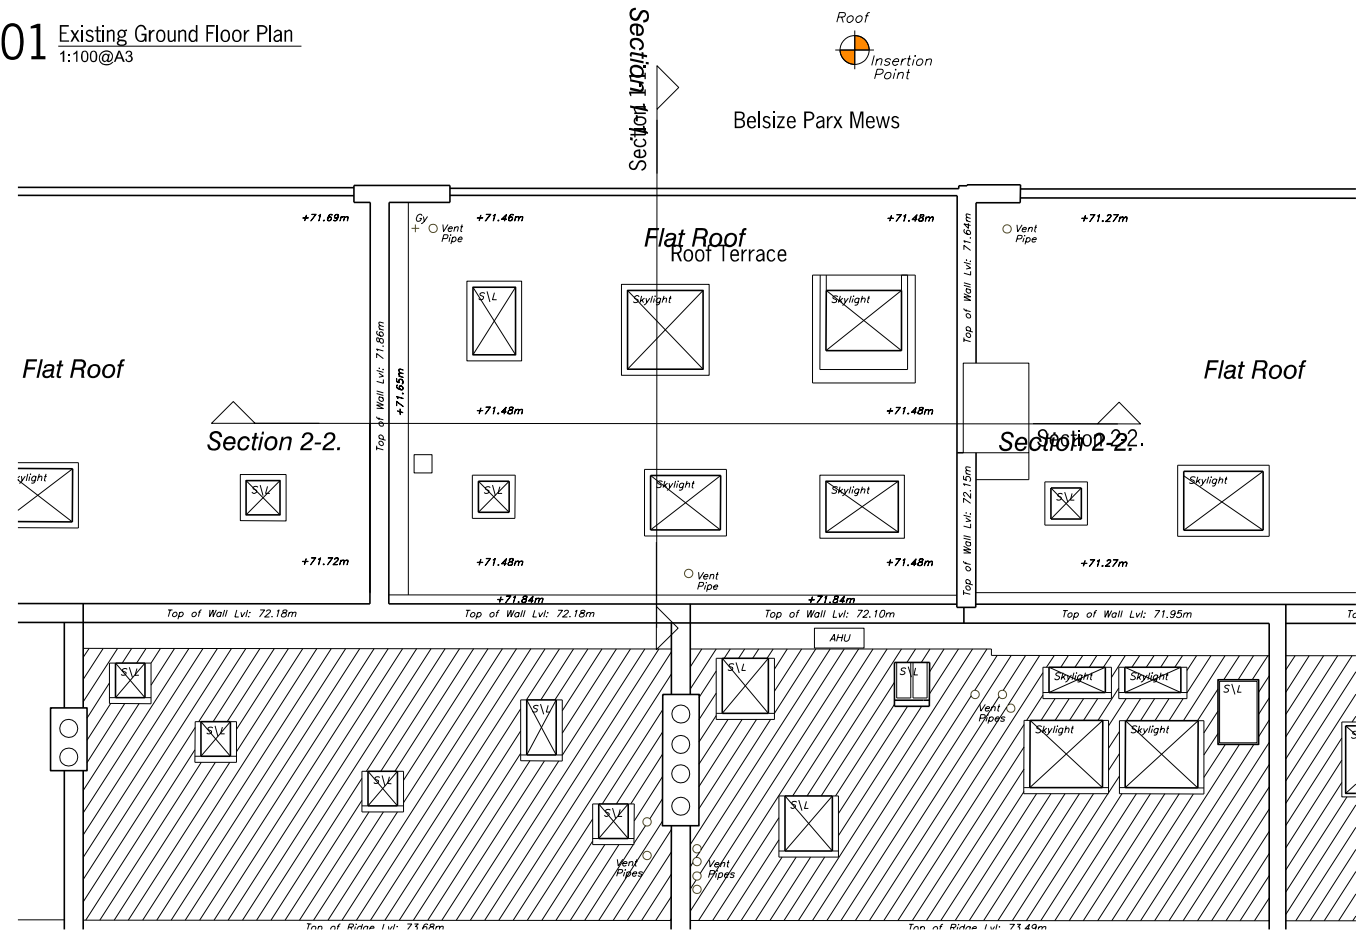 01 Existing Ground Floor Plan
1:100@A3
Section 1-1.
Section 1-1
Roof
Insertion
Point
Belsize Parx Mews
+71.69m
Gy
Vent
Pipe
+71.46m
Flat Roof
Roof Terrace
+71.48m
Top of Wall Lvl: 71.64m
+71.27m
Vent
Pipe
S\L
Skylight
Skylight
Flat Roof
Top of Wall Lvl: 71.86m
+71.65m
Flat Roof
+71.48m
+71.48m
Section 2-2.
Section 2-2.
Section 2-2.
kylight
S\L
S\L
Skylight
Skylight
Top of Wall Lvl: 72.15m
S\L
Skylight
+71.72m
+71.48m
+71.48m
+71.27m
Vent
Pipe
+71.84m
+71.84m
Top of Wall Lvl: 72.18m
Top of Wall Lvl: 72.18m
Top of Wall Lvl: 72.10m
Top of Wall Lvl: 71.95m
To
AHU
S\L
S\L
S\L
Skylight
Skylight
S\L
S\L
S\L
Vent
Pipes
Skylight
Skylight
S
S\L
S\L
S\L
Vent
Pipes
Vent
Pipes
Top of Ridge Lvl: 73.68m
Top of Ridge Lvl: 73.49m